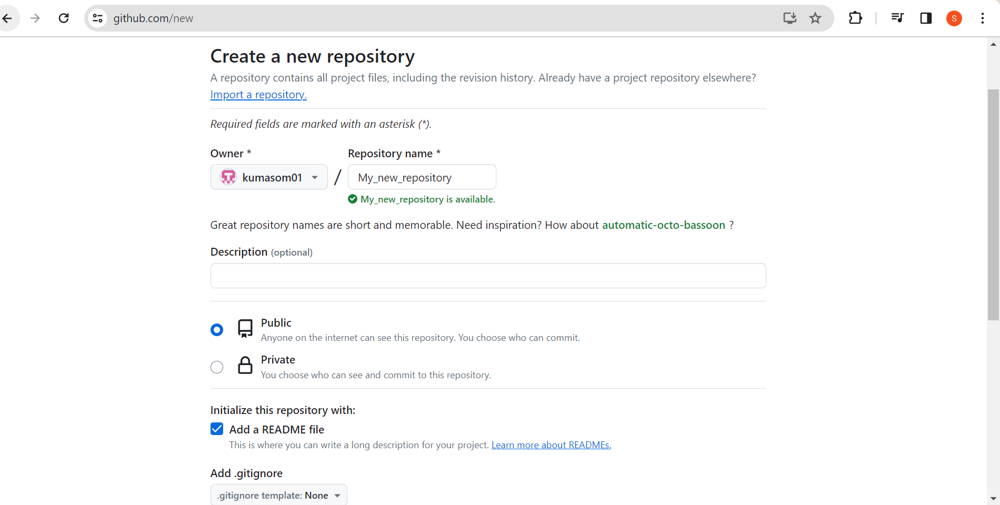 github.com/new
S
Create a new repository
A repository contains all project files, including the revision history. Already have a project repository elsewhere?
Import a repository.
Required fields are marked with an asterisk (*).
Owner *
Repository name *
kumasom01
/
My_new_repository
My_new_repository is available.
Great repository names are short and memorable. Need inspiration? How about automatic-octo-bassoon ?
Description (optional)
Public
Anyone on the internet can see this repository. You choose who can commit.
Private
You choose who can see and commit to this repository.
Initialize this repository with:
Add a README file
This is where you can write a long description for your project. Learn more about READMEs.
Add .gitignore
.gitignore template: None